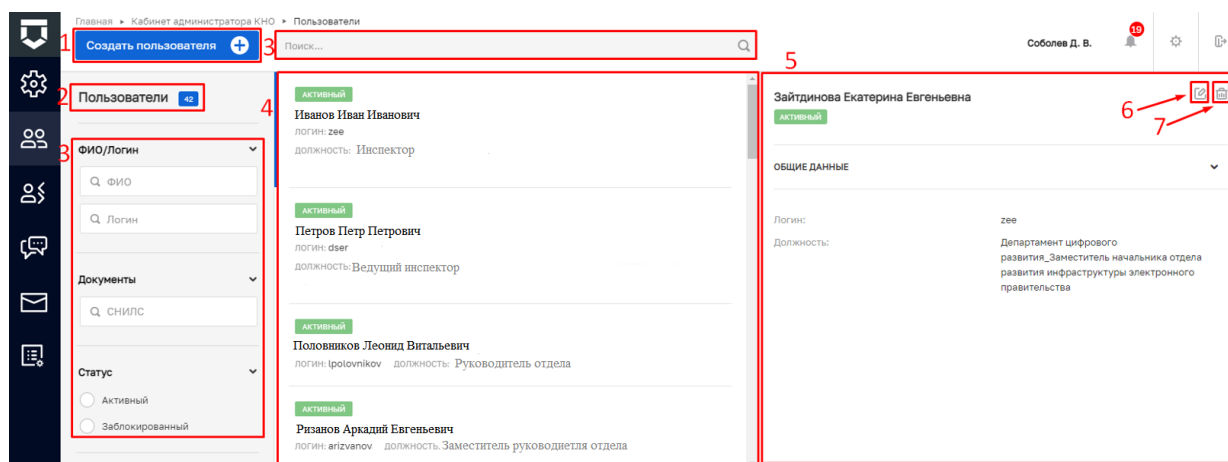 Главная ▸ Кабинет администратора КНО ▸ Пользователи
1
Создать пользователя
3
Поиск...
Соболев Д. В.
19
2
Пользователи 42
3
ФИО/Логин
ФИО
Логин
Документы
СНИЛС
Статус
Активный
Заблокированный
4
АКТИВНЫЙ
Иванов Иван Иванович
ЛОГИН: zee
ДОЛЖНОСТЬ: Инспектор
АКТИВНЫЙ
Петров Петр Петрович
ЛОГИН: dser
ДОЛЖНОСТЬ: Ведущий инспектор
АКТИВНЫЙ
Половников Леонид Витальевич
ЛОГИН: lpolovnikov ДОЛЖНОСТЬ: Руководитель отдела
АКТИВНЫЙ
Ризанов Аркадий Евгеньевич
ЛОГИН: arizvanov ДОЛЖНОСТЬ. Заместитель руководиетля отдела
5
Зайтдинова Екатерина Евгеньевна
АКТИВНЫЙ
6
7
ОБЩИЕ ДАННЫЕ
Логин: zee
Должность: Департамент цифрового
развития_Заместитель начальника отдела
развития инфраструктуры электронного
правительства